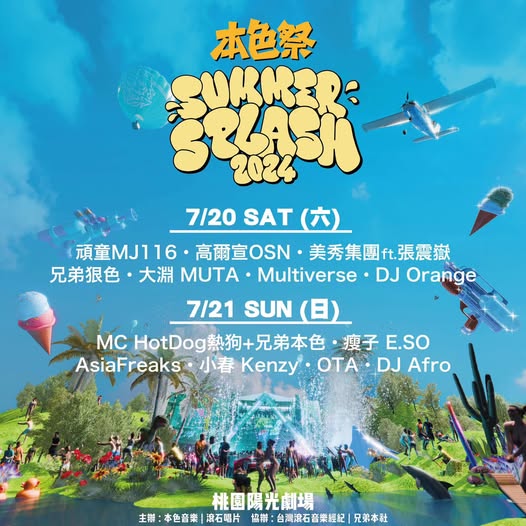 本色祭
SUMMER
SPLASH
2024
7/20 SAT (六)
頑童MJ116・高爾宣OSN・美秀集團ft.張震嶽
兄弟狠色・大淵 MUTA・Multiverse・DJ Orange
7/21 SUN (日)
MC HotDog熱狗+兄弟本色・瘦子 E.SO
AsiaFreaks・小春 Kenzy・OTA・DJ Afro
桃園陽光劇場
主辦：本色音樂｜滾石唱片　協辦：台灣滾石音樂經紀｜兄弟本社